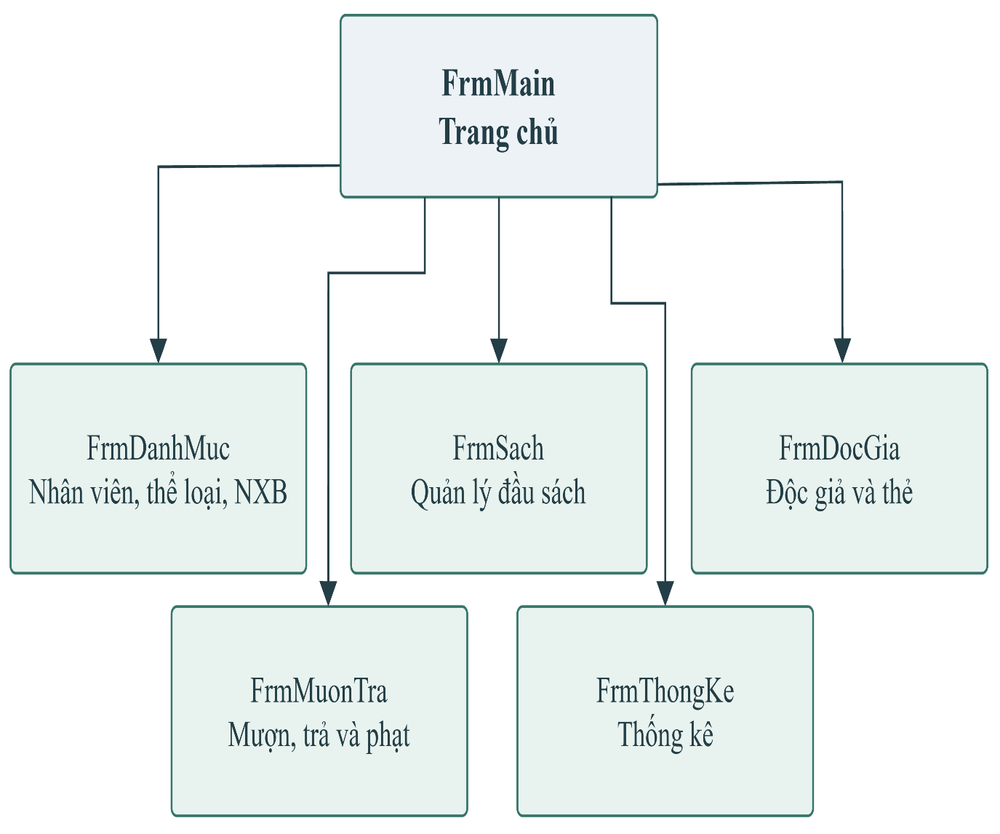 FrmMain
Trang chủ
FrmDanhMuc
Nhân viên, thể loại, NXB
FrmSach
Quản lý đầu sách
FrmDocGia
Độc giả và thẻ
FrmMuonTra
Mượn, trả và phạt
FrmThongKe
Thống kê